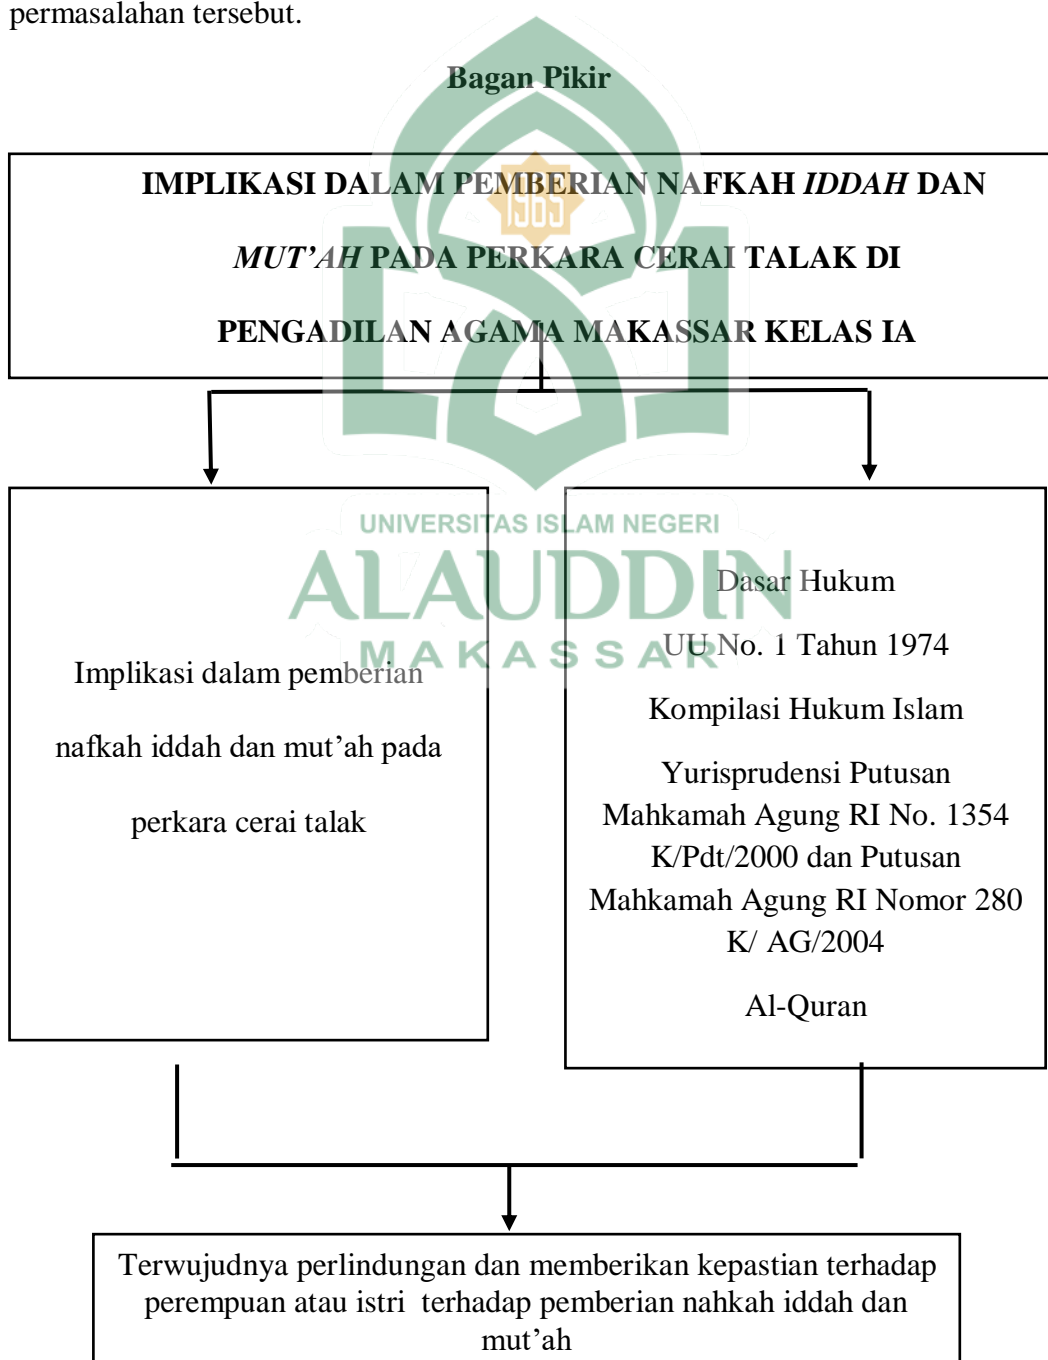 permasalahan tersebut.
Bagan Pikir
IMPLIKASI DALAM PEMBERIAN NAFKAH IDDAH DAN
MUT’AH PADA PERKARA CERAI TALAK DI
PENGADILAN AGAMA MAKASSAR KELAS IA
1965
UNIVERSITAS ISLAM NEGERI
ALAUDDIN
MAKASSAR
Implikasi dalam pemberian
nafkah iddah dan mut’ah pada
perkara cerai talak
Dasar Hukum
UU No. 1 Tahun 1974
Kompilasi Hukum Islam
Yurisprudensi Putusan
Mahkamah Agung RI No. 1354
K/Pdt/2000 dan Putusan
Mahkamah Agung RI Nomor 280
K/ AG/2004
Al-Quran
Terwujudnya perlindungan dan memberikan kepastian terhadap
perempuan atau istri  terhadap pemberian nahkah iddah dan
mut’ah